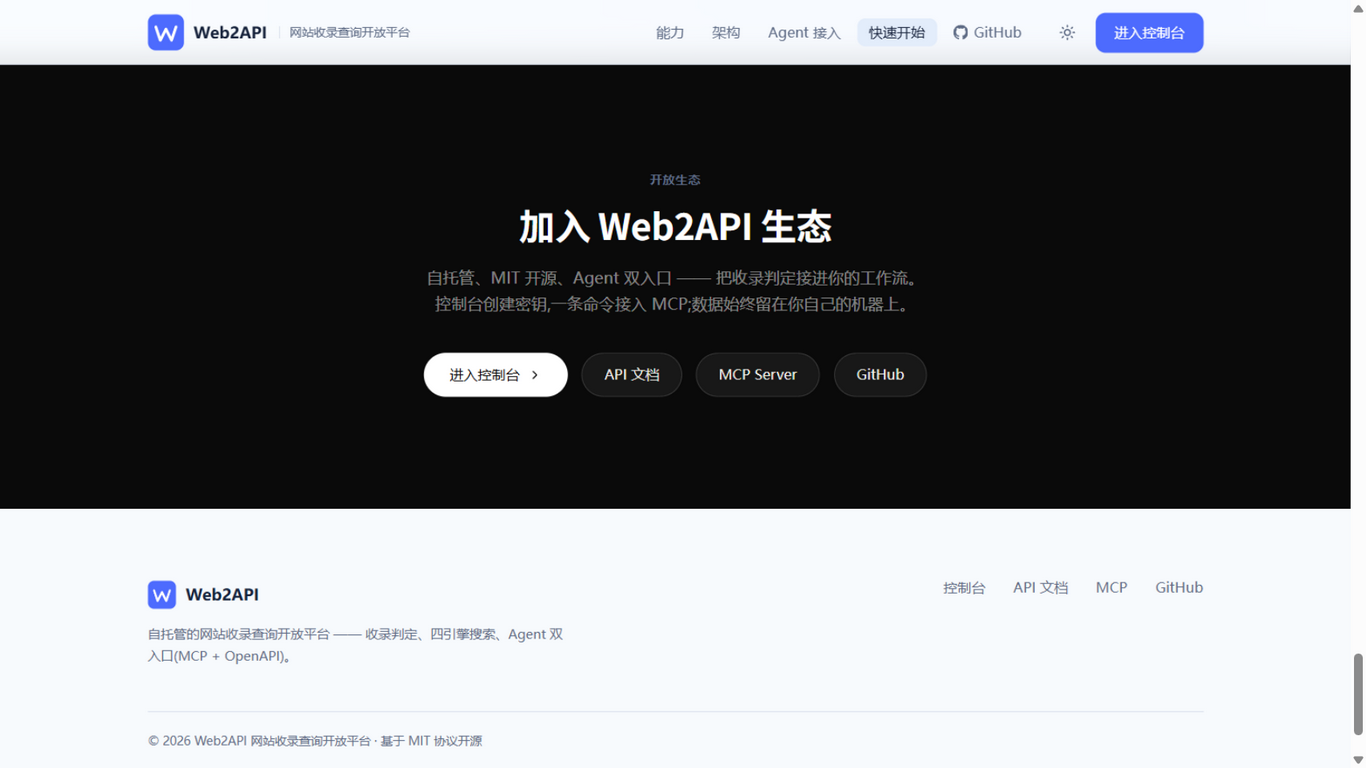 W Web2API 网站收录查询开放平台 能力 架构 Agent 接入 快速开始 GitHub 进入控制台
开放生态
加入 Web2API 生态
自托管、MIT 开源、Agent 双入口 —— 把收录判定接进你的工作流。
控制台创建密钥,一条命令接入 MCP;数据始终留在你自己的机器上。
进入控制台 API 文档 MCP Server GitHub
W Web2API 控制台 API 文档 MCP GitHub
自托管的网站收录查询开放平台 —— 收录判定、四引擎搜索、Agent 双
入口(MCP + OpenAPI)。
© 2026 Web2API 网站收录查询开放平台 · 基于 MIT 协议开源